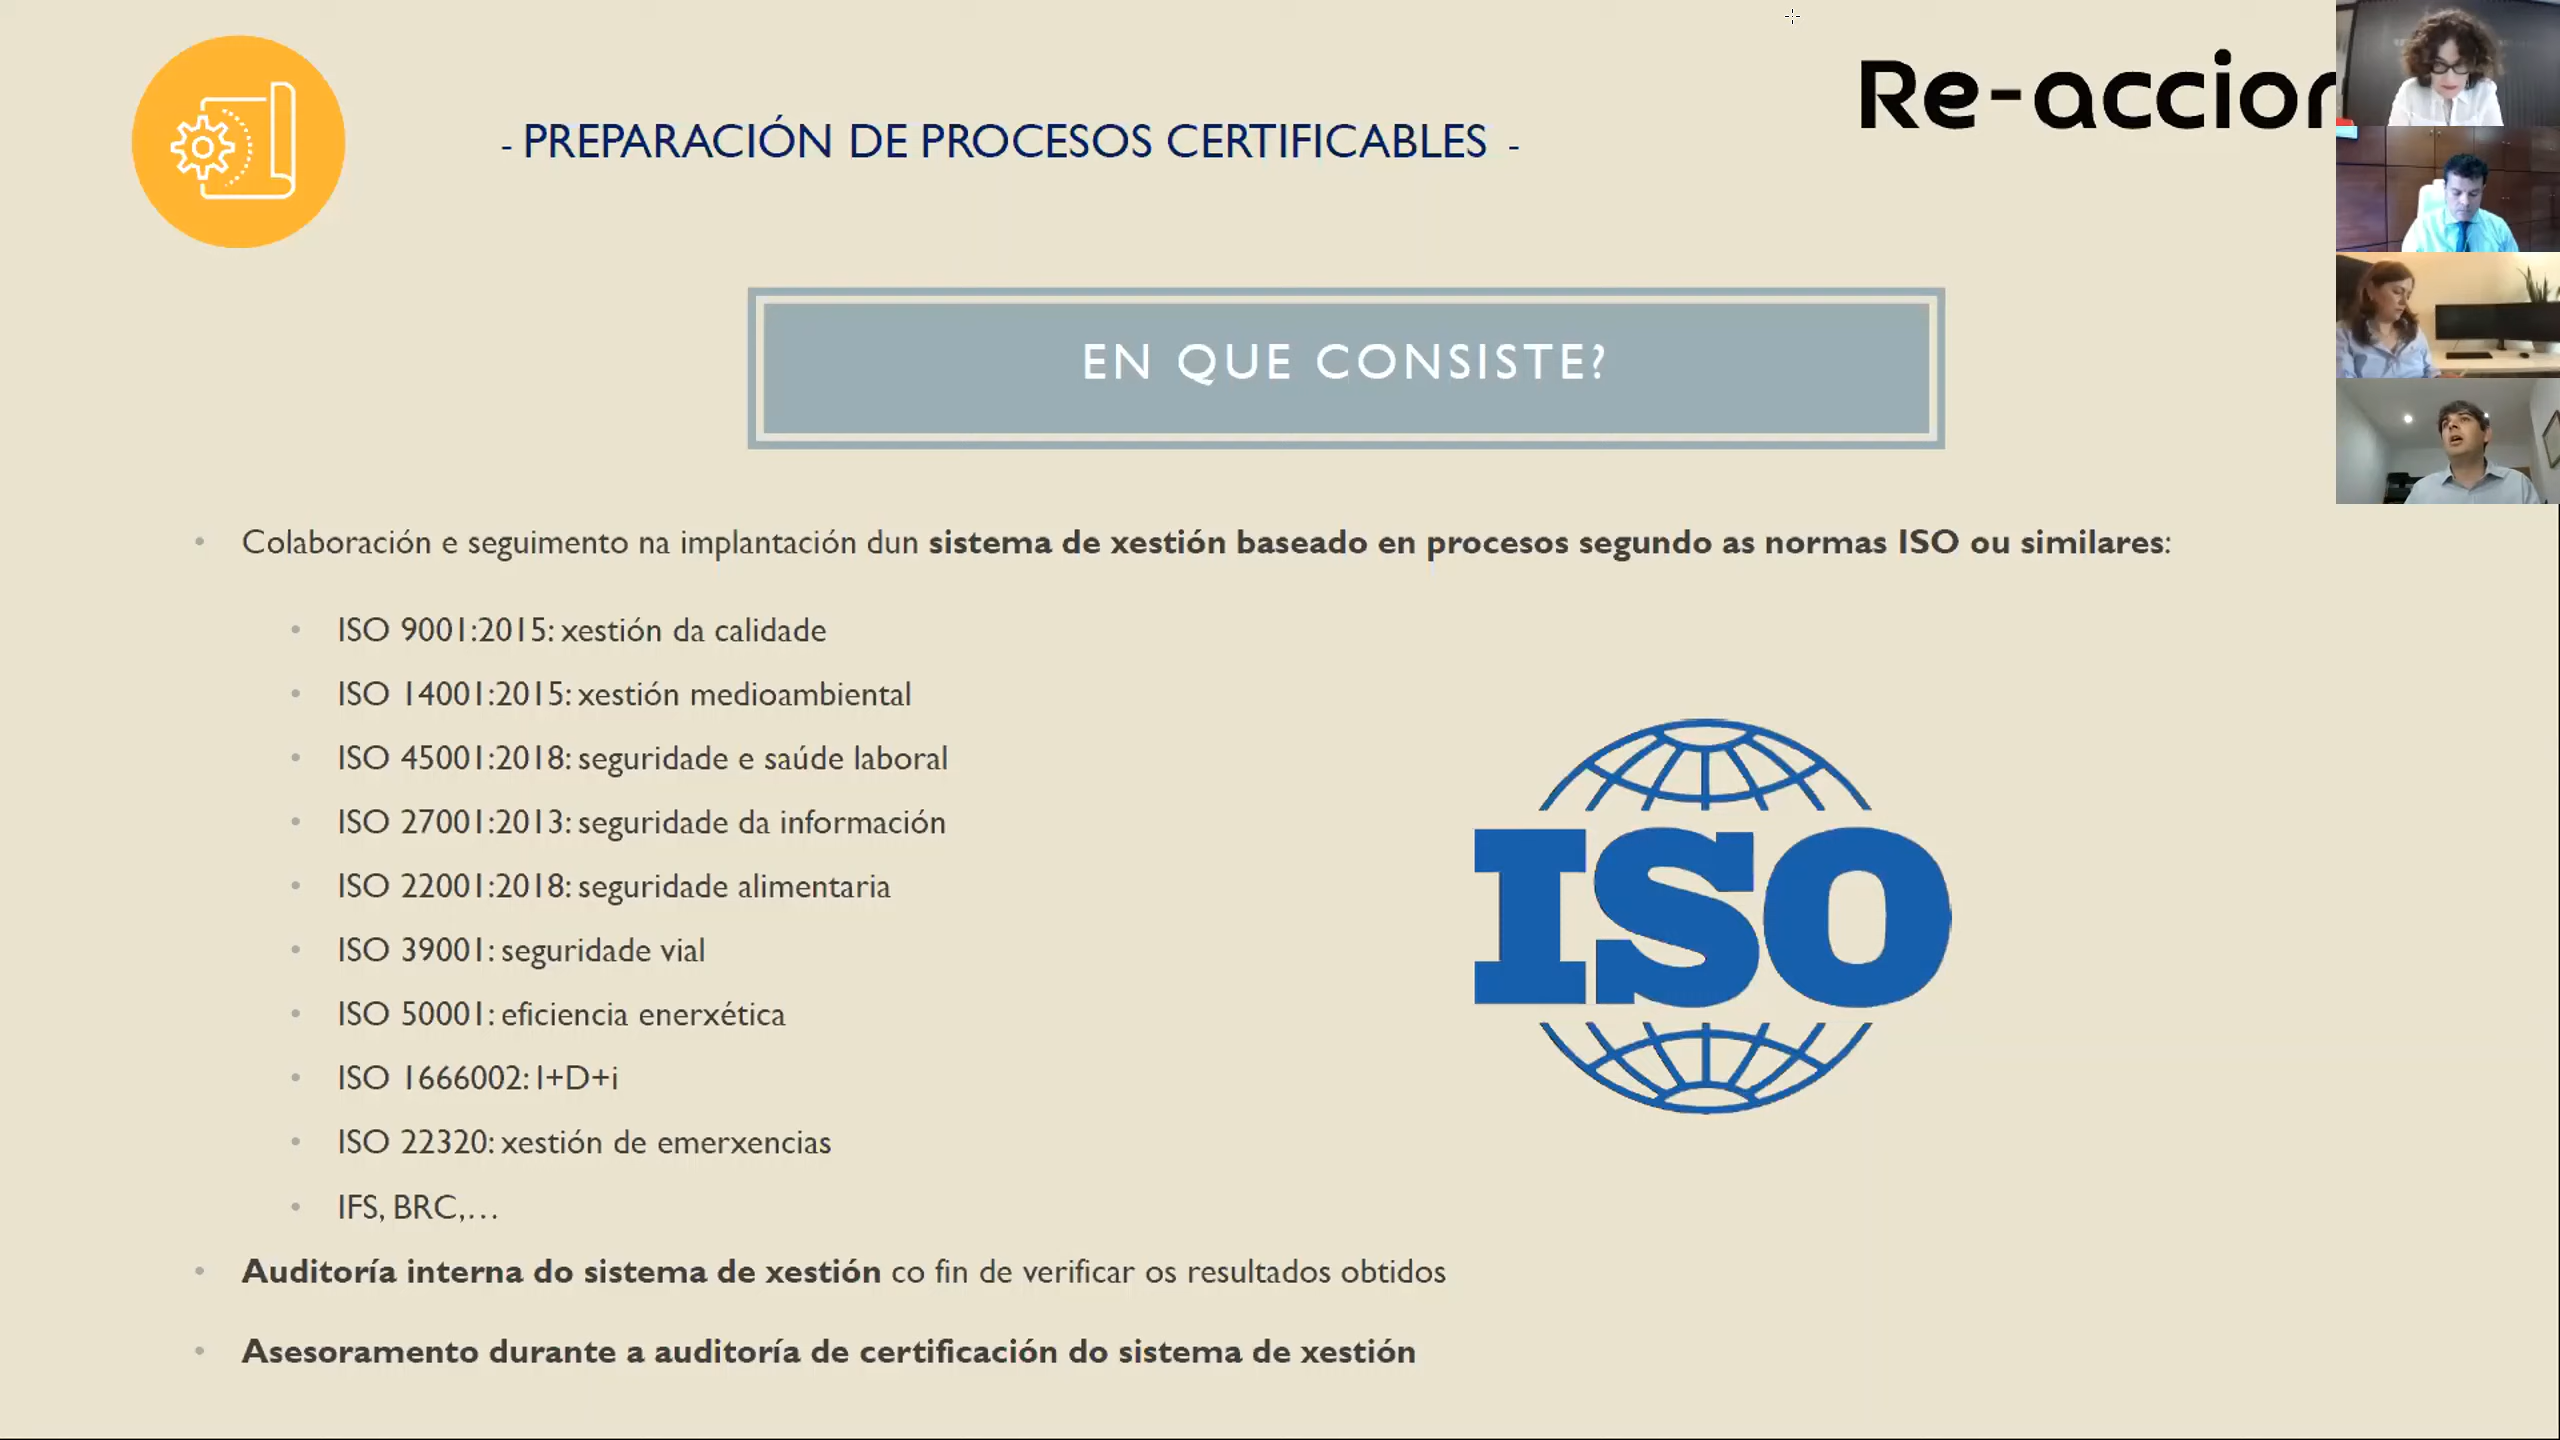 Re-accion
- PREPARACIÓN DE PROCESOS CERTIFICABLES -
EN QUE CONSISTE?
• Colaboración e seguimento na implantación dun sistema de xestión baseado en procesos segundo as normas ISO ou similares:
• ISO 9001:2015: xestión da calidade
• ISO 14001:2015: xestión medioambiental
• ISO 45001:2018: seguridade e saúde laboral
• ISO 27001:2013: seguridade da información
• ISO 22001:2018: seguridade alimentaria
• ISO 39001: seguridade vial
• ISO 50001: eficiencia enerxética
• ISO 1666002: I+D+i
• ISO 22320: xestión de emerxencias
• IFS, BRC,…
ISO
• Auditoría interna do sistema de xestión co fin de verificar os resultados obtidos
• Asesoramento durante a auditoría de certificación do sistema de xestión